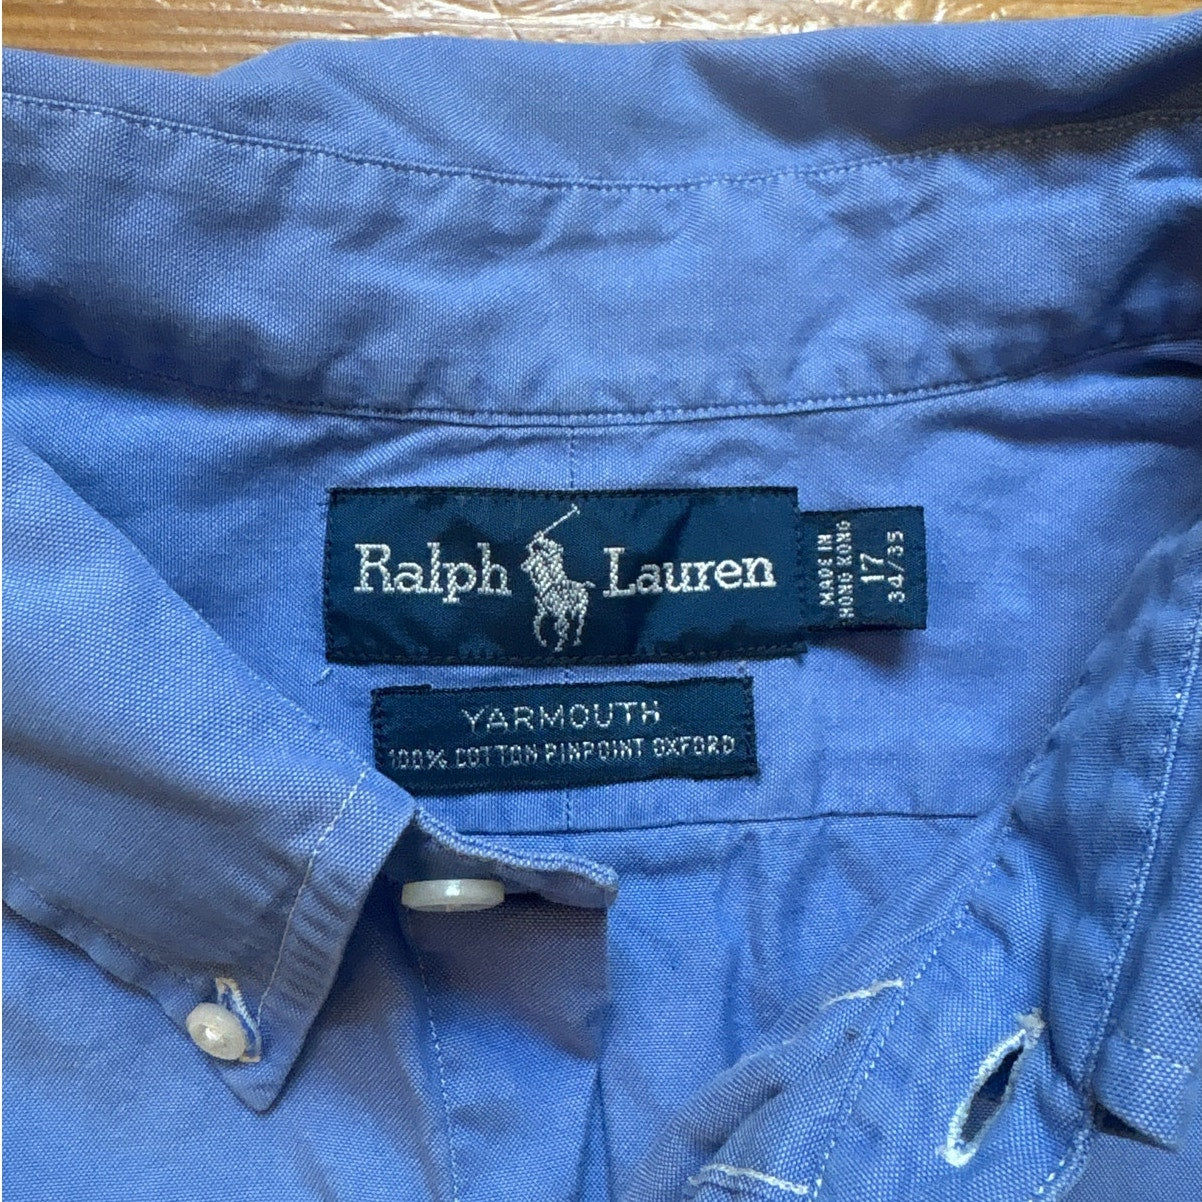 Ralph Lauren
MADE IN
HONG KONG
17
34/35
YARMOUTH
100% COTTON PINPOINT OXFORD